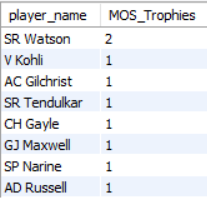 player_name MOS_Trophies
SR Watson 2
V Kohli 1
AC Gilchrist 1
SR Tendulkar 1
CH Gayle 1
GJ Maxwell 1
SP Narine 1
AD Russell 1